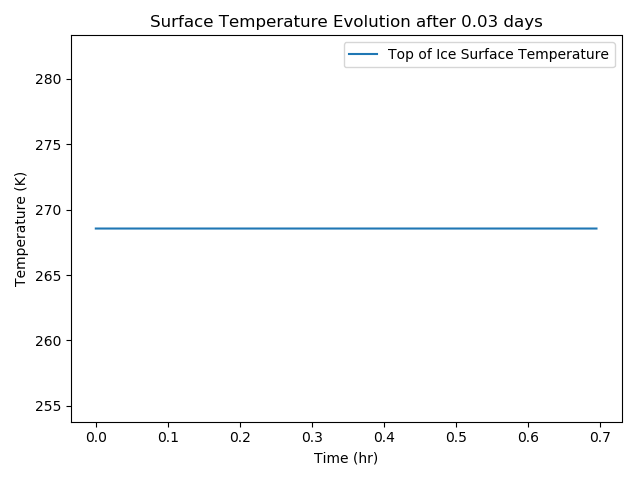 Surface Temperature Evolution after 0.03 days
Top of Ice Surface Temperature
Temperature (K)
280
275
270
265
260
255
0.0 0.1 0.2 0.3 0.4 0.5 0.6 0.7
Time (hr)